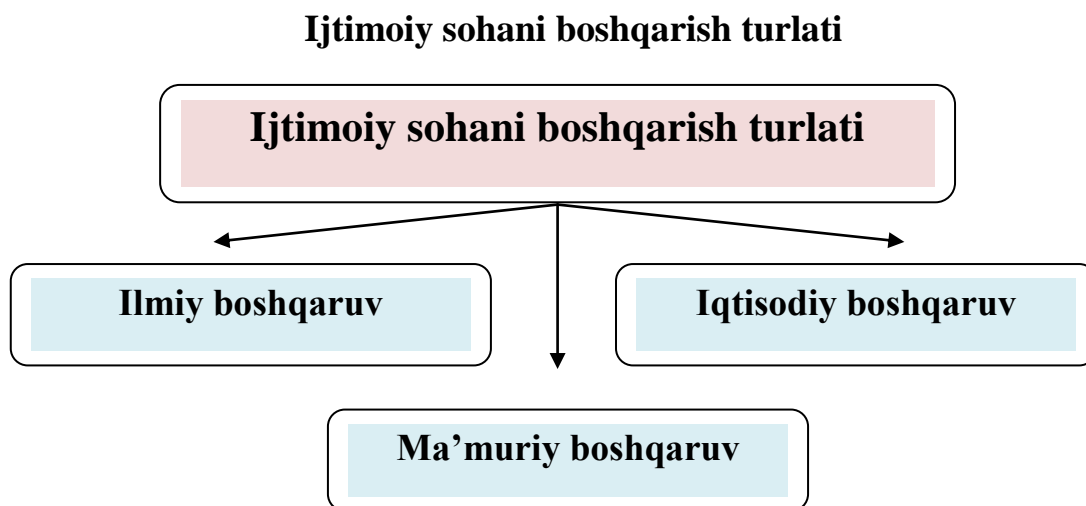 Ijtimoiy sohani boshqarish turlati
Ijtimoiy sohani boshqarish turlati
Ilmiy boshqaruv
Iqtisodiy boshqaruv
Ma’muriy boshqaruv